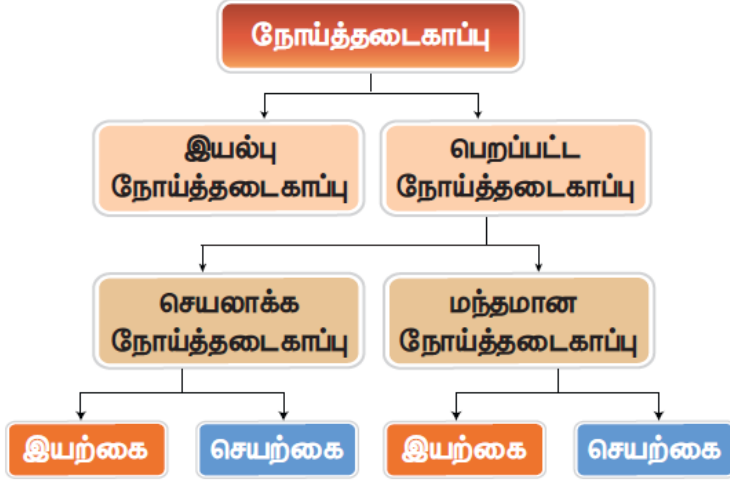 நோய்த்தடைகாப்பு
இயல்பு
நோய்த்தடைகாப்பு
பெறப்பட்ட
நோய்த்தடைகாப்பு
செயலாக்க
நோய்த்தடைகாப்பு
மந்தமான
நோய்த்தடைகாப்பு
இயற்கை
செயற்கை
இயற்கை
செயற்கை